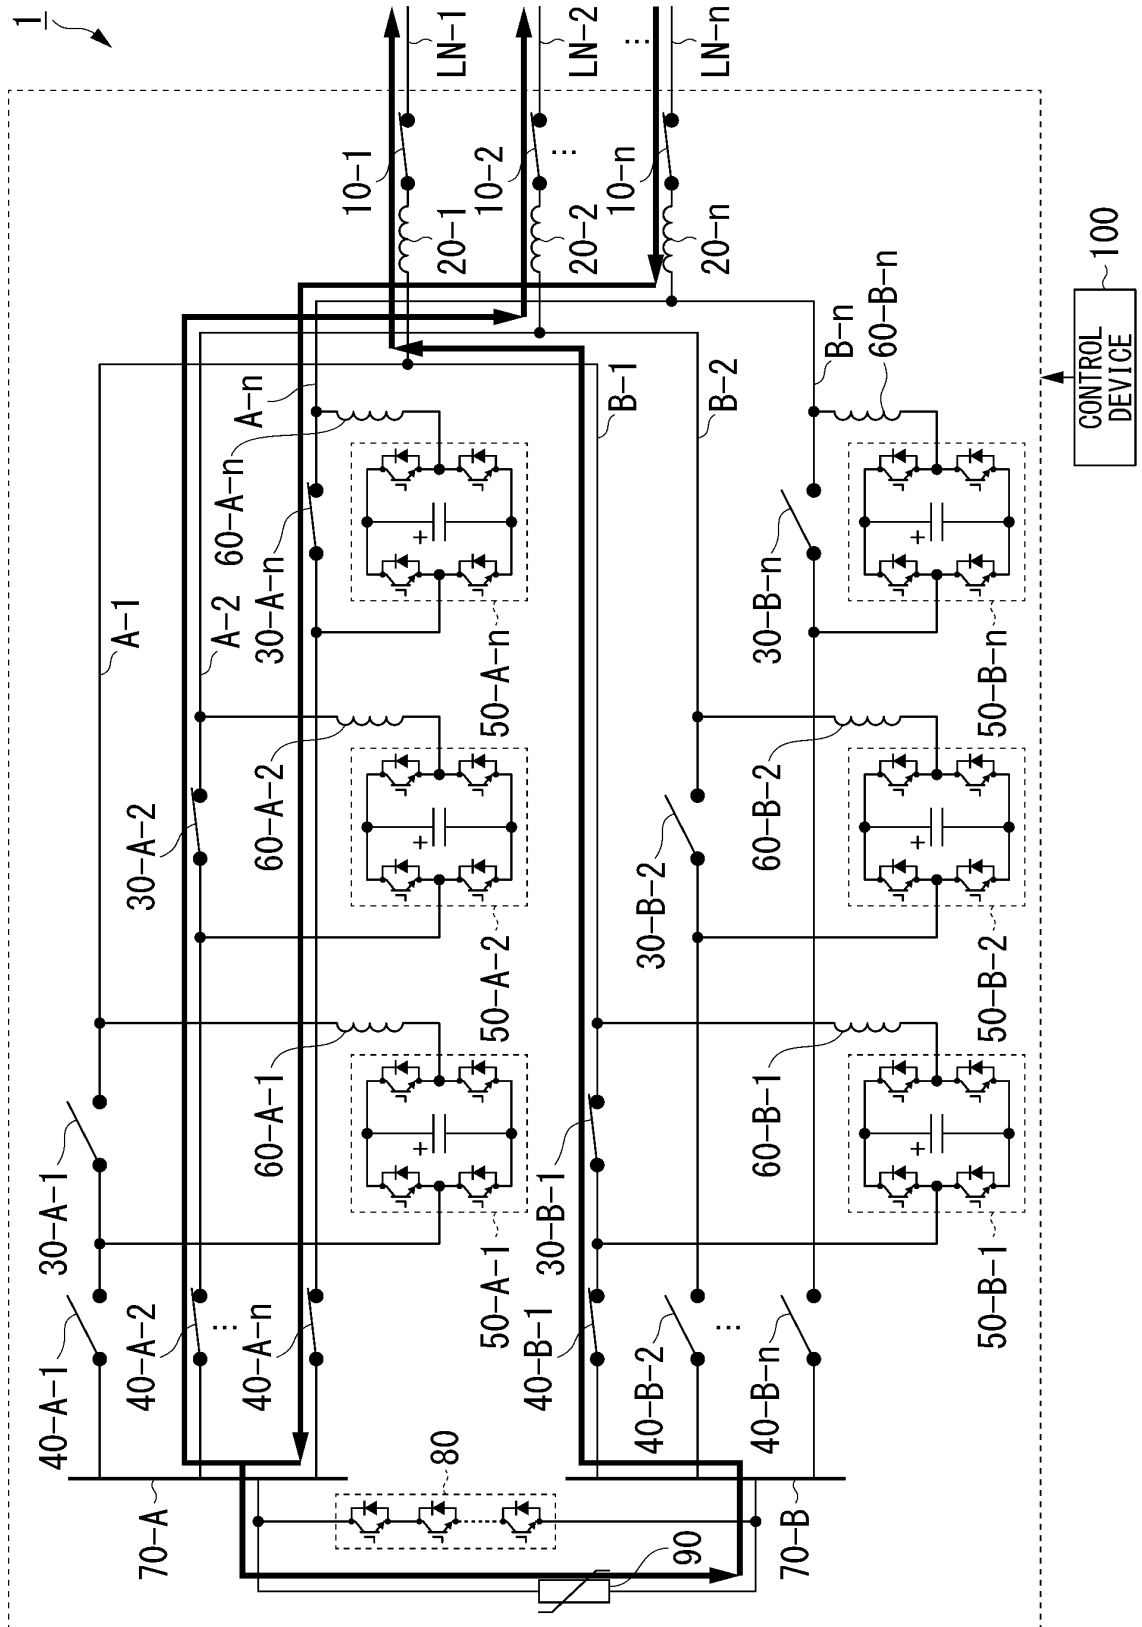 1
LN-1
LN-2
...
LN-n
10-1
10-2
...
10-n
20-1
20-2
20-n
100
CONTROL
DEVICE
A-n
B-1
B-2
B-n
60-B-n
60-A-n
30-A-n
30-B-n
+
+
A-1
A-2
50-A-n
50-B-n
30-A-2
60-A-2
30-B-2
60-B-2
+
+
50-A-2
50-B-2
30-A-1
60-A-1
30-B-1
60-B-1
+
+
50-A-1
50-B-1
40-A-1
40-A-2
...
40-A-n
40-B-1
40-B-2
...
40-B-n
70-A
80
90
70-B